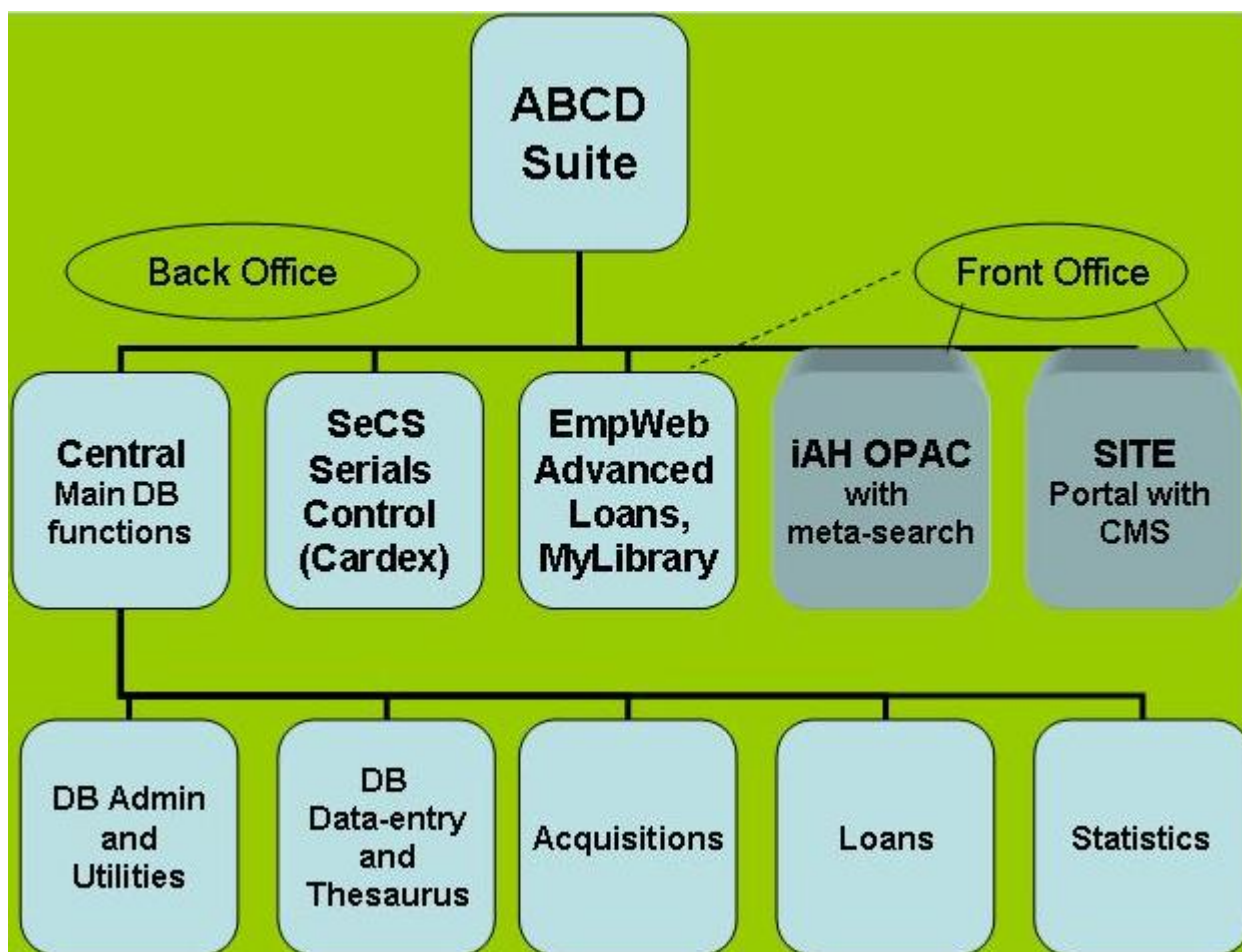 ABCD
Suite
Back Office
Front Office
Central
Main DB
functions
SeCS
Serials
Control
(Cardex)
EmpWeb
Advanced
Loans,
MyLibrary
iAH OPAC
with
meta-search
SITE
Portal with
CMS
DB Admin
and
Utilities
DB
Data-entry
and
Thesaurus
Acquisitions
Loans
Statistics